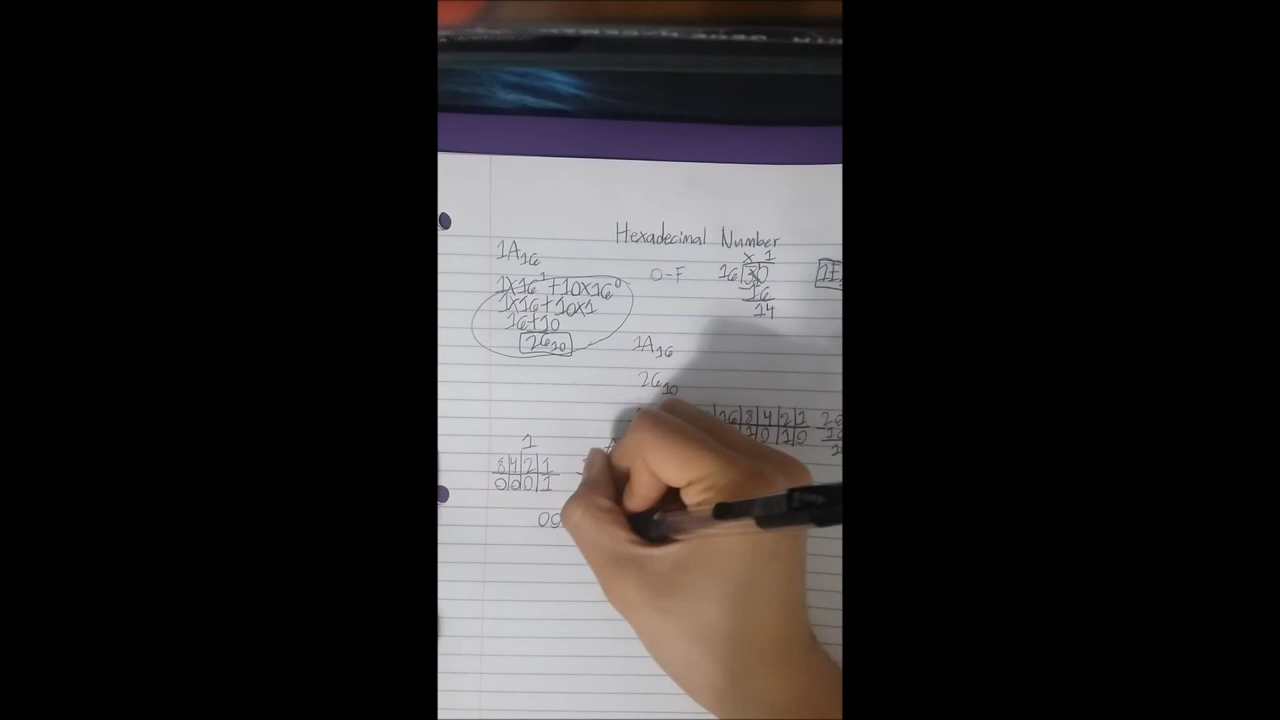 Hexadecimal Number
1A₁₆
1x16¹+10x16⁰
1x16+10x1
16+10
26₁₀
0-F
x 1
16 30
16
14
1A₁₆
26₁₀
16 8 4 2 1
1 0 1 0
1
8 4 2 1
0 0 0 1